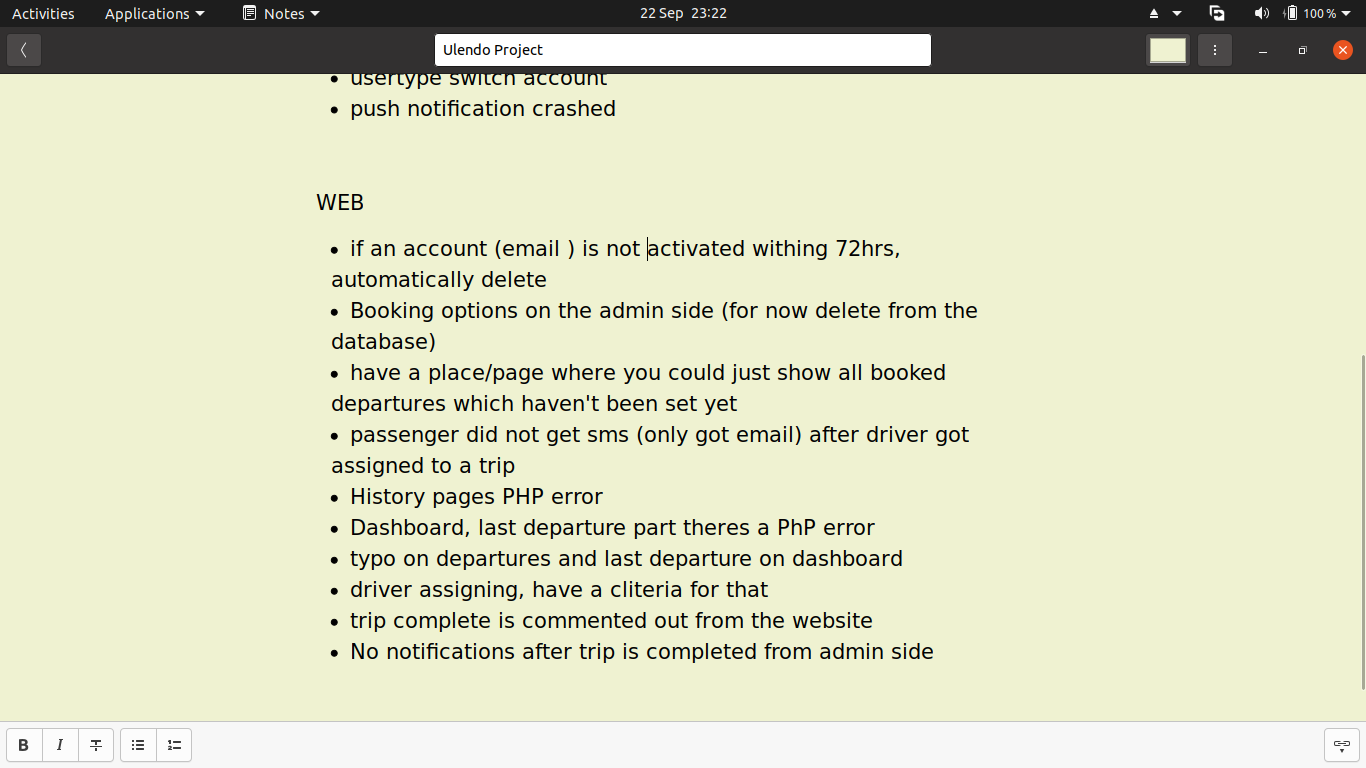 Activities Applications Notes 22 Sep 23:22 100 %
Ulendo Project
• usertype switch account
• push notification crashed
WEB
• if an account (email ) is not activated withing 72hrs,
automatically delete
• Booking options on the admin side (for now delete from the
database)
• have a place/page where you could just show all booked
departures which haven't been set yet
• passenger did not get sms (only got email) after driver got
assigned to a trip
• History pages PHP error
• Dashboard, last departure part theres a PhP error
• typo on departures and last departure on dashboard
• driver assigning, have a cliteria for that
• trip complete is commented out from the website
• No notifications after trip is completed from admin side
B I